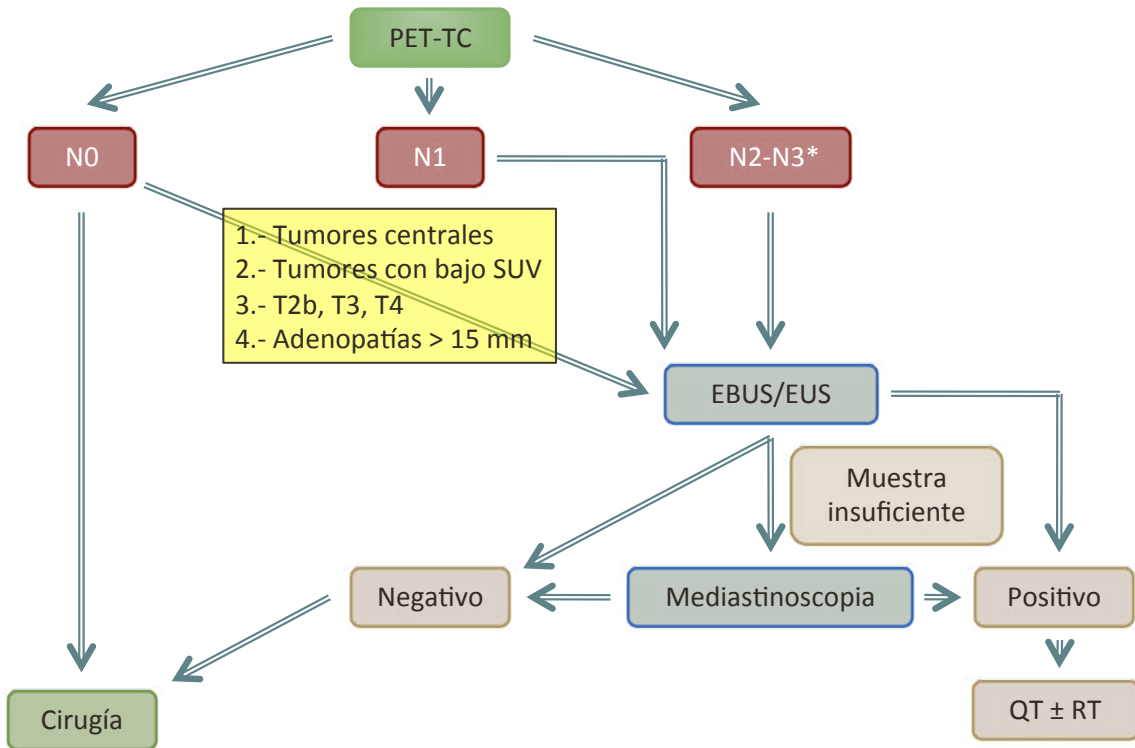 PET-TC
N0
N1
N2-N3*
1.- Tumores centrales
2.- Tumores con bajo SUV
3.- T2b, T3, T4
4.- Adenopatías > 15 mm
EBUS/EUS
Muestra
insuficiente
Negativo
Mediastinoscopia
Positivo
Cirugía
QT ± RT